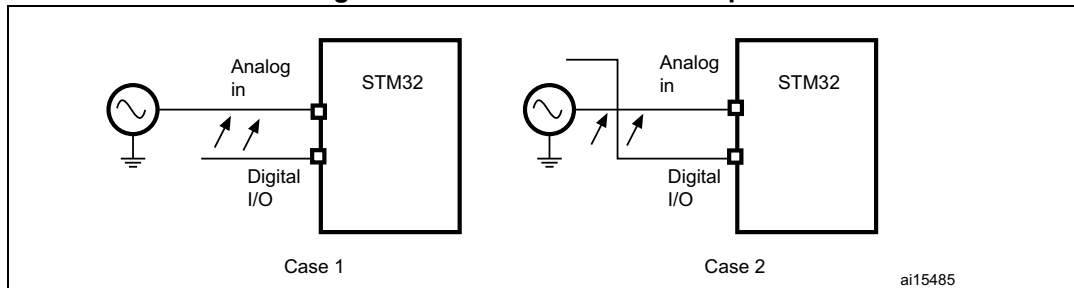 Analog
in
STM32
Digital
I/O
Case 1
Analog
in
STM32
Digital
I/O
Case 2
ai15485